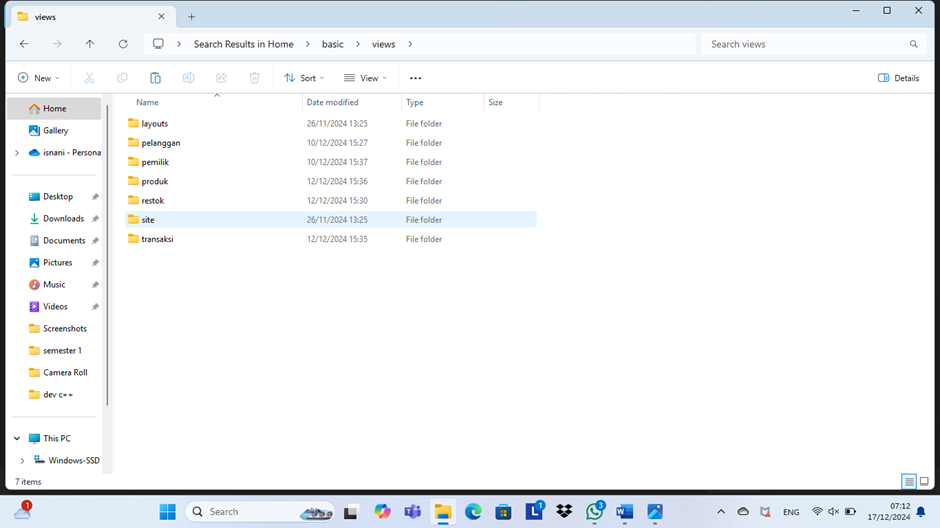 views
Search Results in Home > basic > views >
Search views
New
Sort
View
Details
Name Date modified Type Size
layouts 26/11/2024 13:25 File folder
pelanggan 10/12/2024 15:27 File folder
pemilik 10/12/2024 15:37 File folder
produk 12/12/2024 15:36 File folder
restok 12/12/2024 15:30 File folder
site 26/11/2024 13:25 File folder
transaksi 12/12/2024 15:35 File folder
Home
Gallery
isnani - Persona
Desktop
Downloads
Documents
Pictures
Music
Videos
Screenshots
semester 1
Camera Roll
dev c++
This PC
Windows-SSD
7 items
1
Search
L
1
3
ENG
07:12
17/12/2024